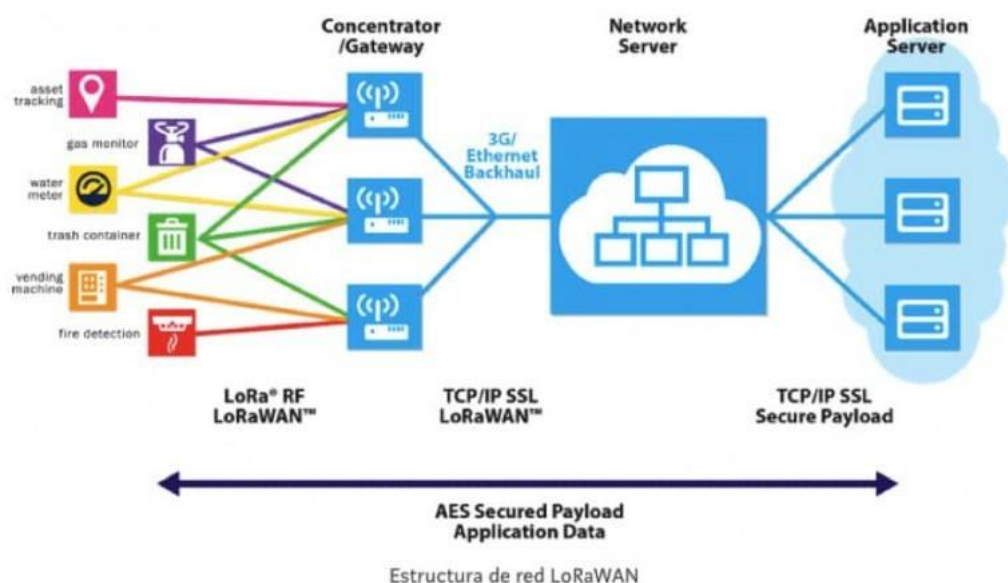 Concentrator
/Gateway
Network
Server
Application
Server
asset
tracking
gas monitor
water
meter
trash container
vending
machine
fire detection
3G/
Ethernet
Backhaul
LoRa® RF
LoRaWAN™
TCP/IP SSL
LoRaWAN™
TCP/IP SSL
Secure Payload
AES Secured Payload
Application Data
Estructura de red LoRaWAN